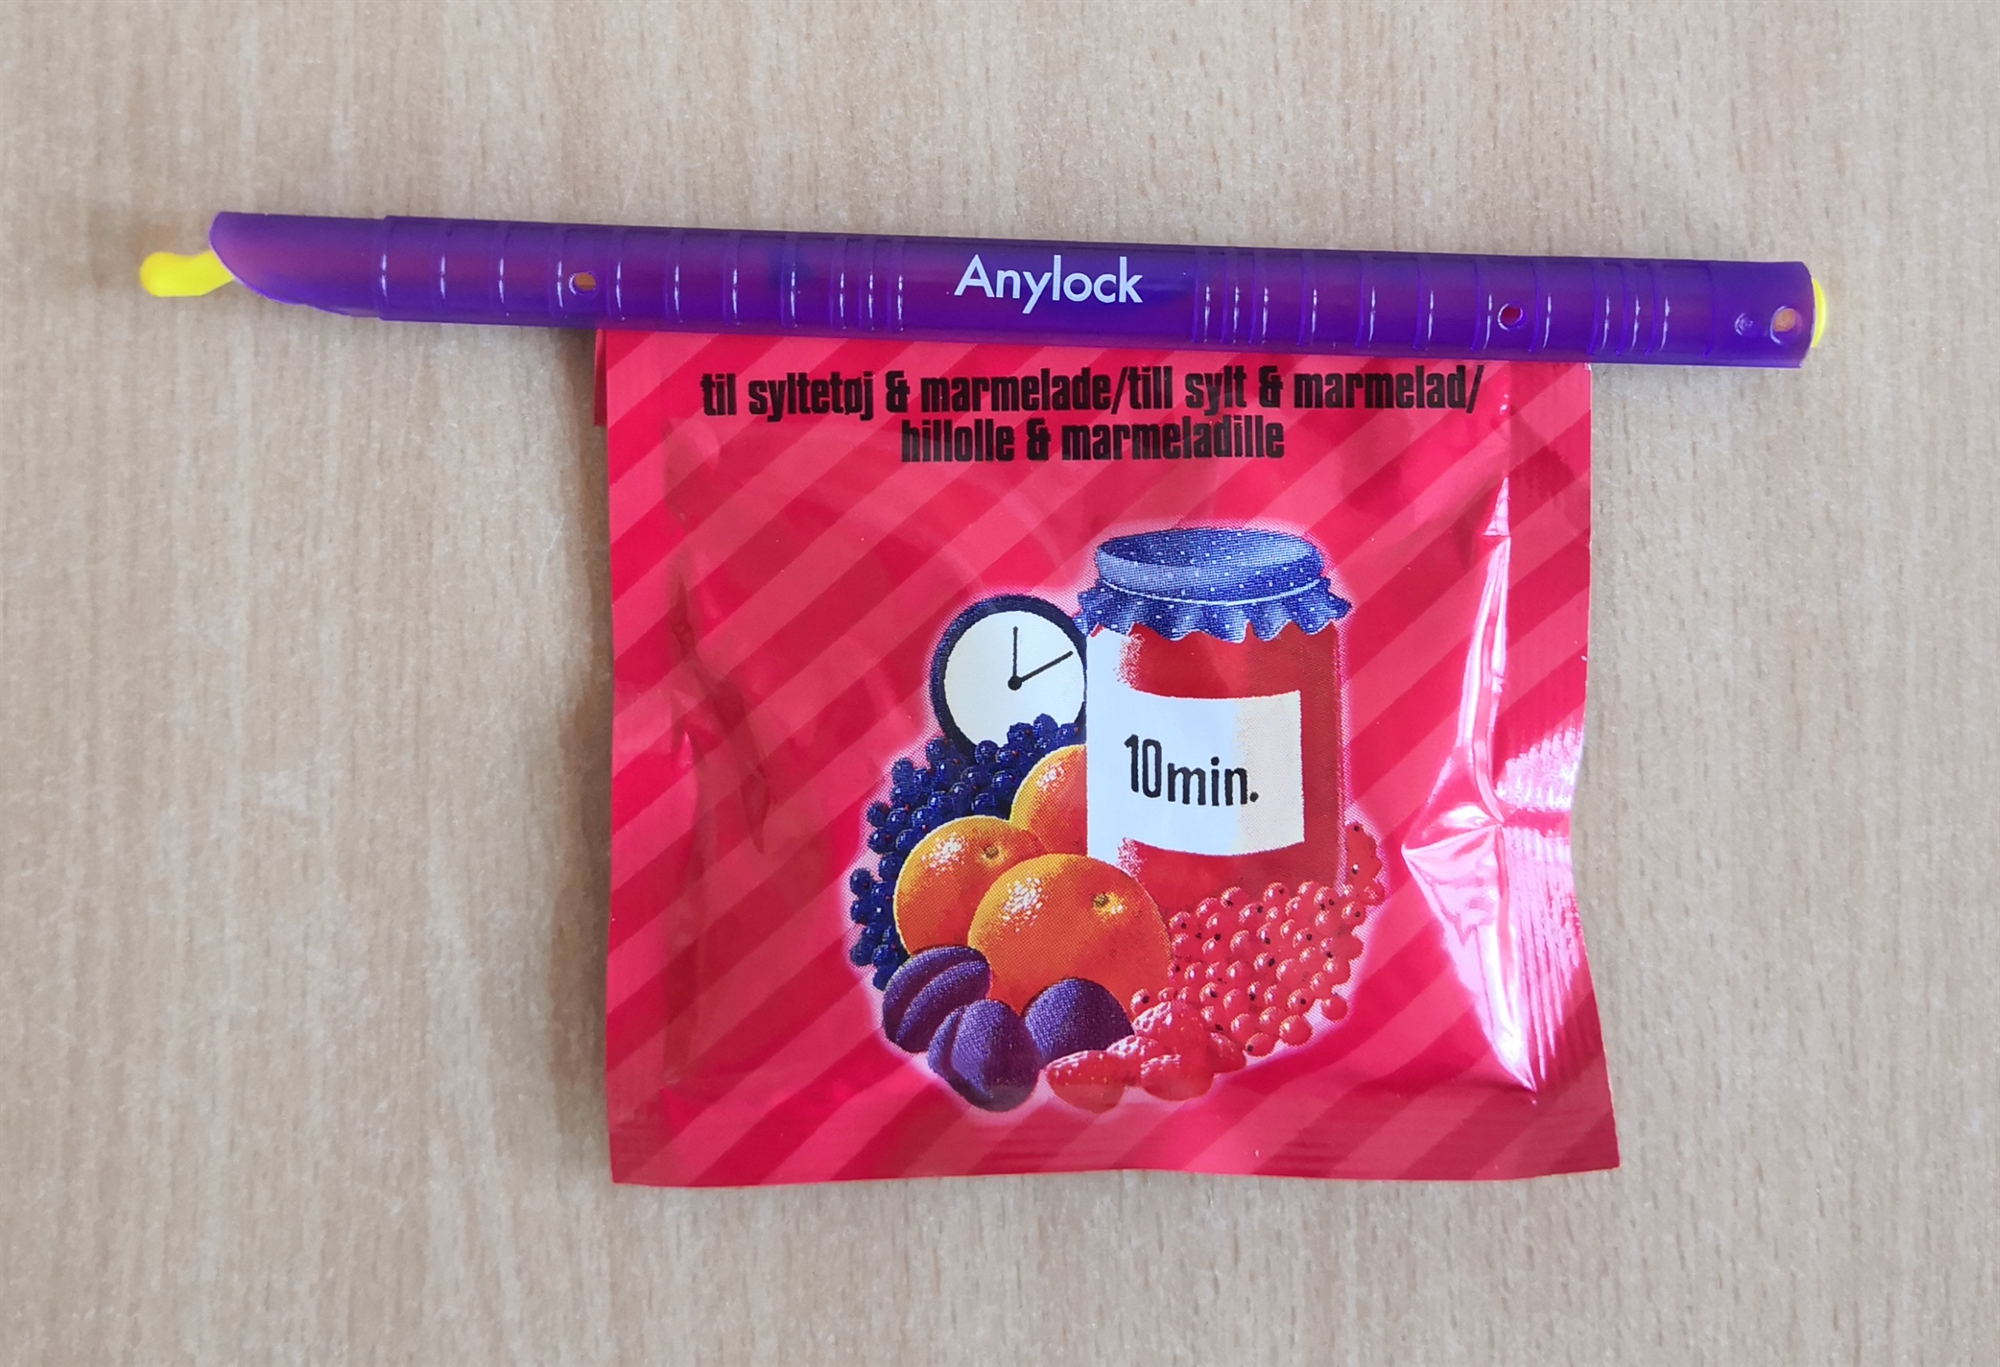 Anylock
til syltetøj & marmelade/till sylt & marmelad/
hillolle & marmeladille
10min.